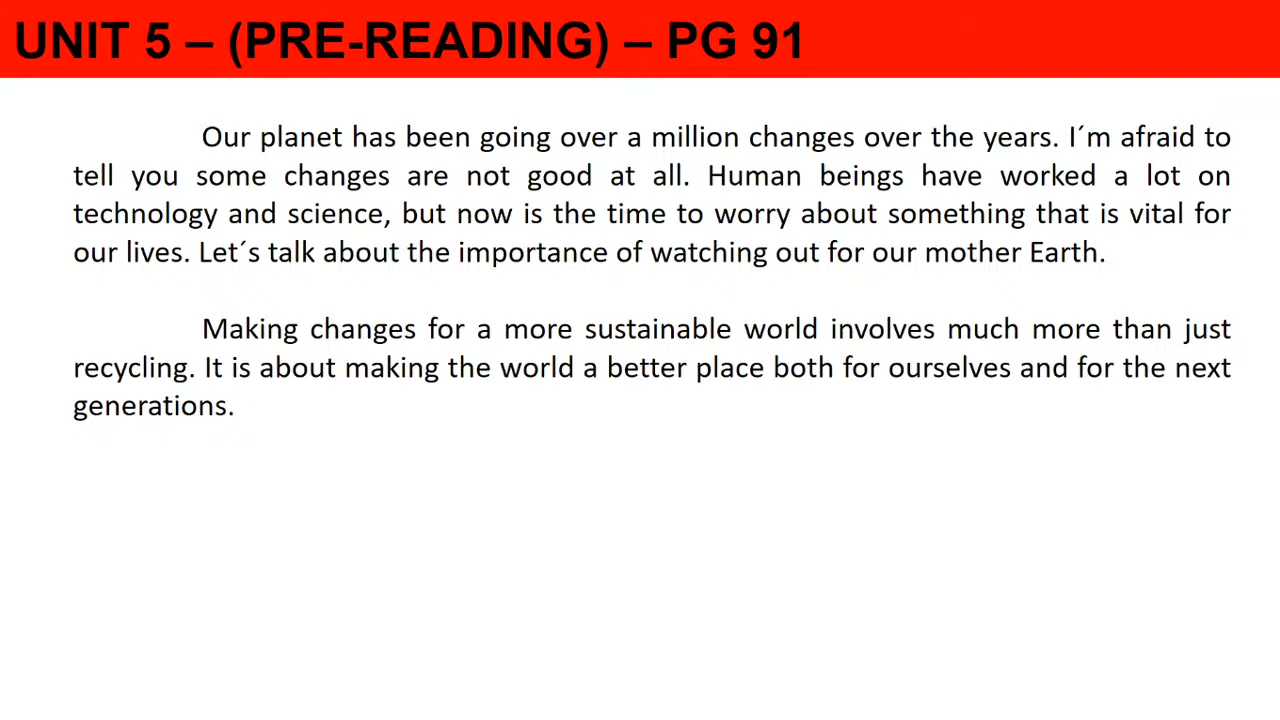 UNIT 5 – (PRE-READING) – PG 91
Our planet has been going over a million changes over the years. I´m afraid to
tell you some changes are not good at all. Human beings have worked a lot on
technology and science, but now is the time to worry about something that is vital for
our lives. Let´s talk about the importance of watching out for our mother Earth.
Making changes for a more sustainable world involves much more than just
recycling. It is about making the world a better place both for ourselves and for the next
generations.